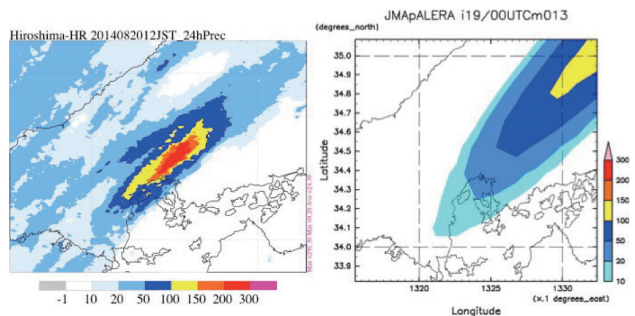 Hiroshima-HR 2014082012JST_24hPrec
-1 10 20 50 100 150 200 300
JMApALERA i19/00UTCm013
(degrees_north)
35.0
34.9
34.8
34.7
34.6
34.5
34.4
34.3
34.2
34.1
34.0
33.9
Latitude
1320 1325 1330
(x.1 degrees_east)
Longitude
300
200
150
100
50
20
10